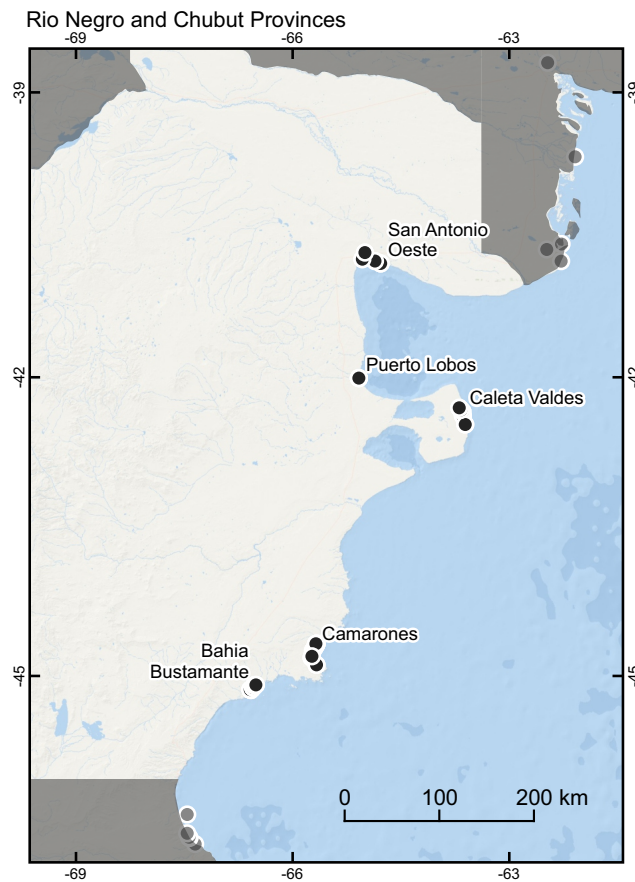 Rio Negro and Chubut Provinces
-69 -66 -63
-39 -39
San Antonio
Oeste
Puerto Lobos
-42 -42
Caleta Valdes
Camarones
Bahia
Bustamante
-45 -45
0 100 200 km
-69 -66 -63